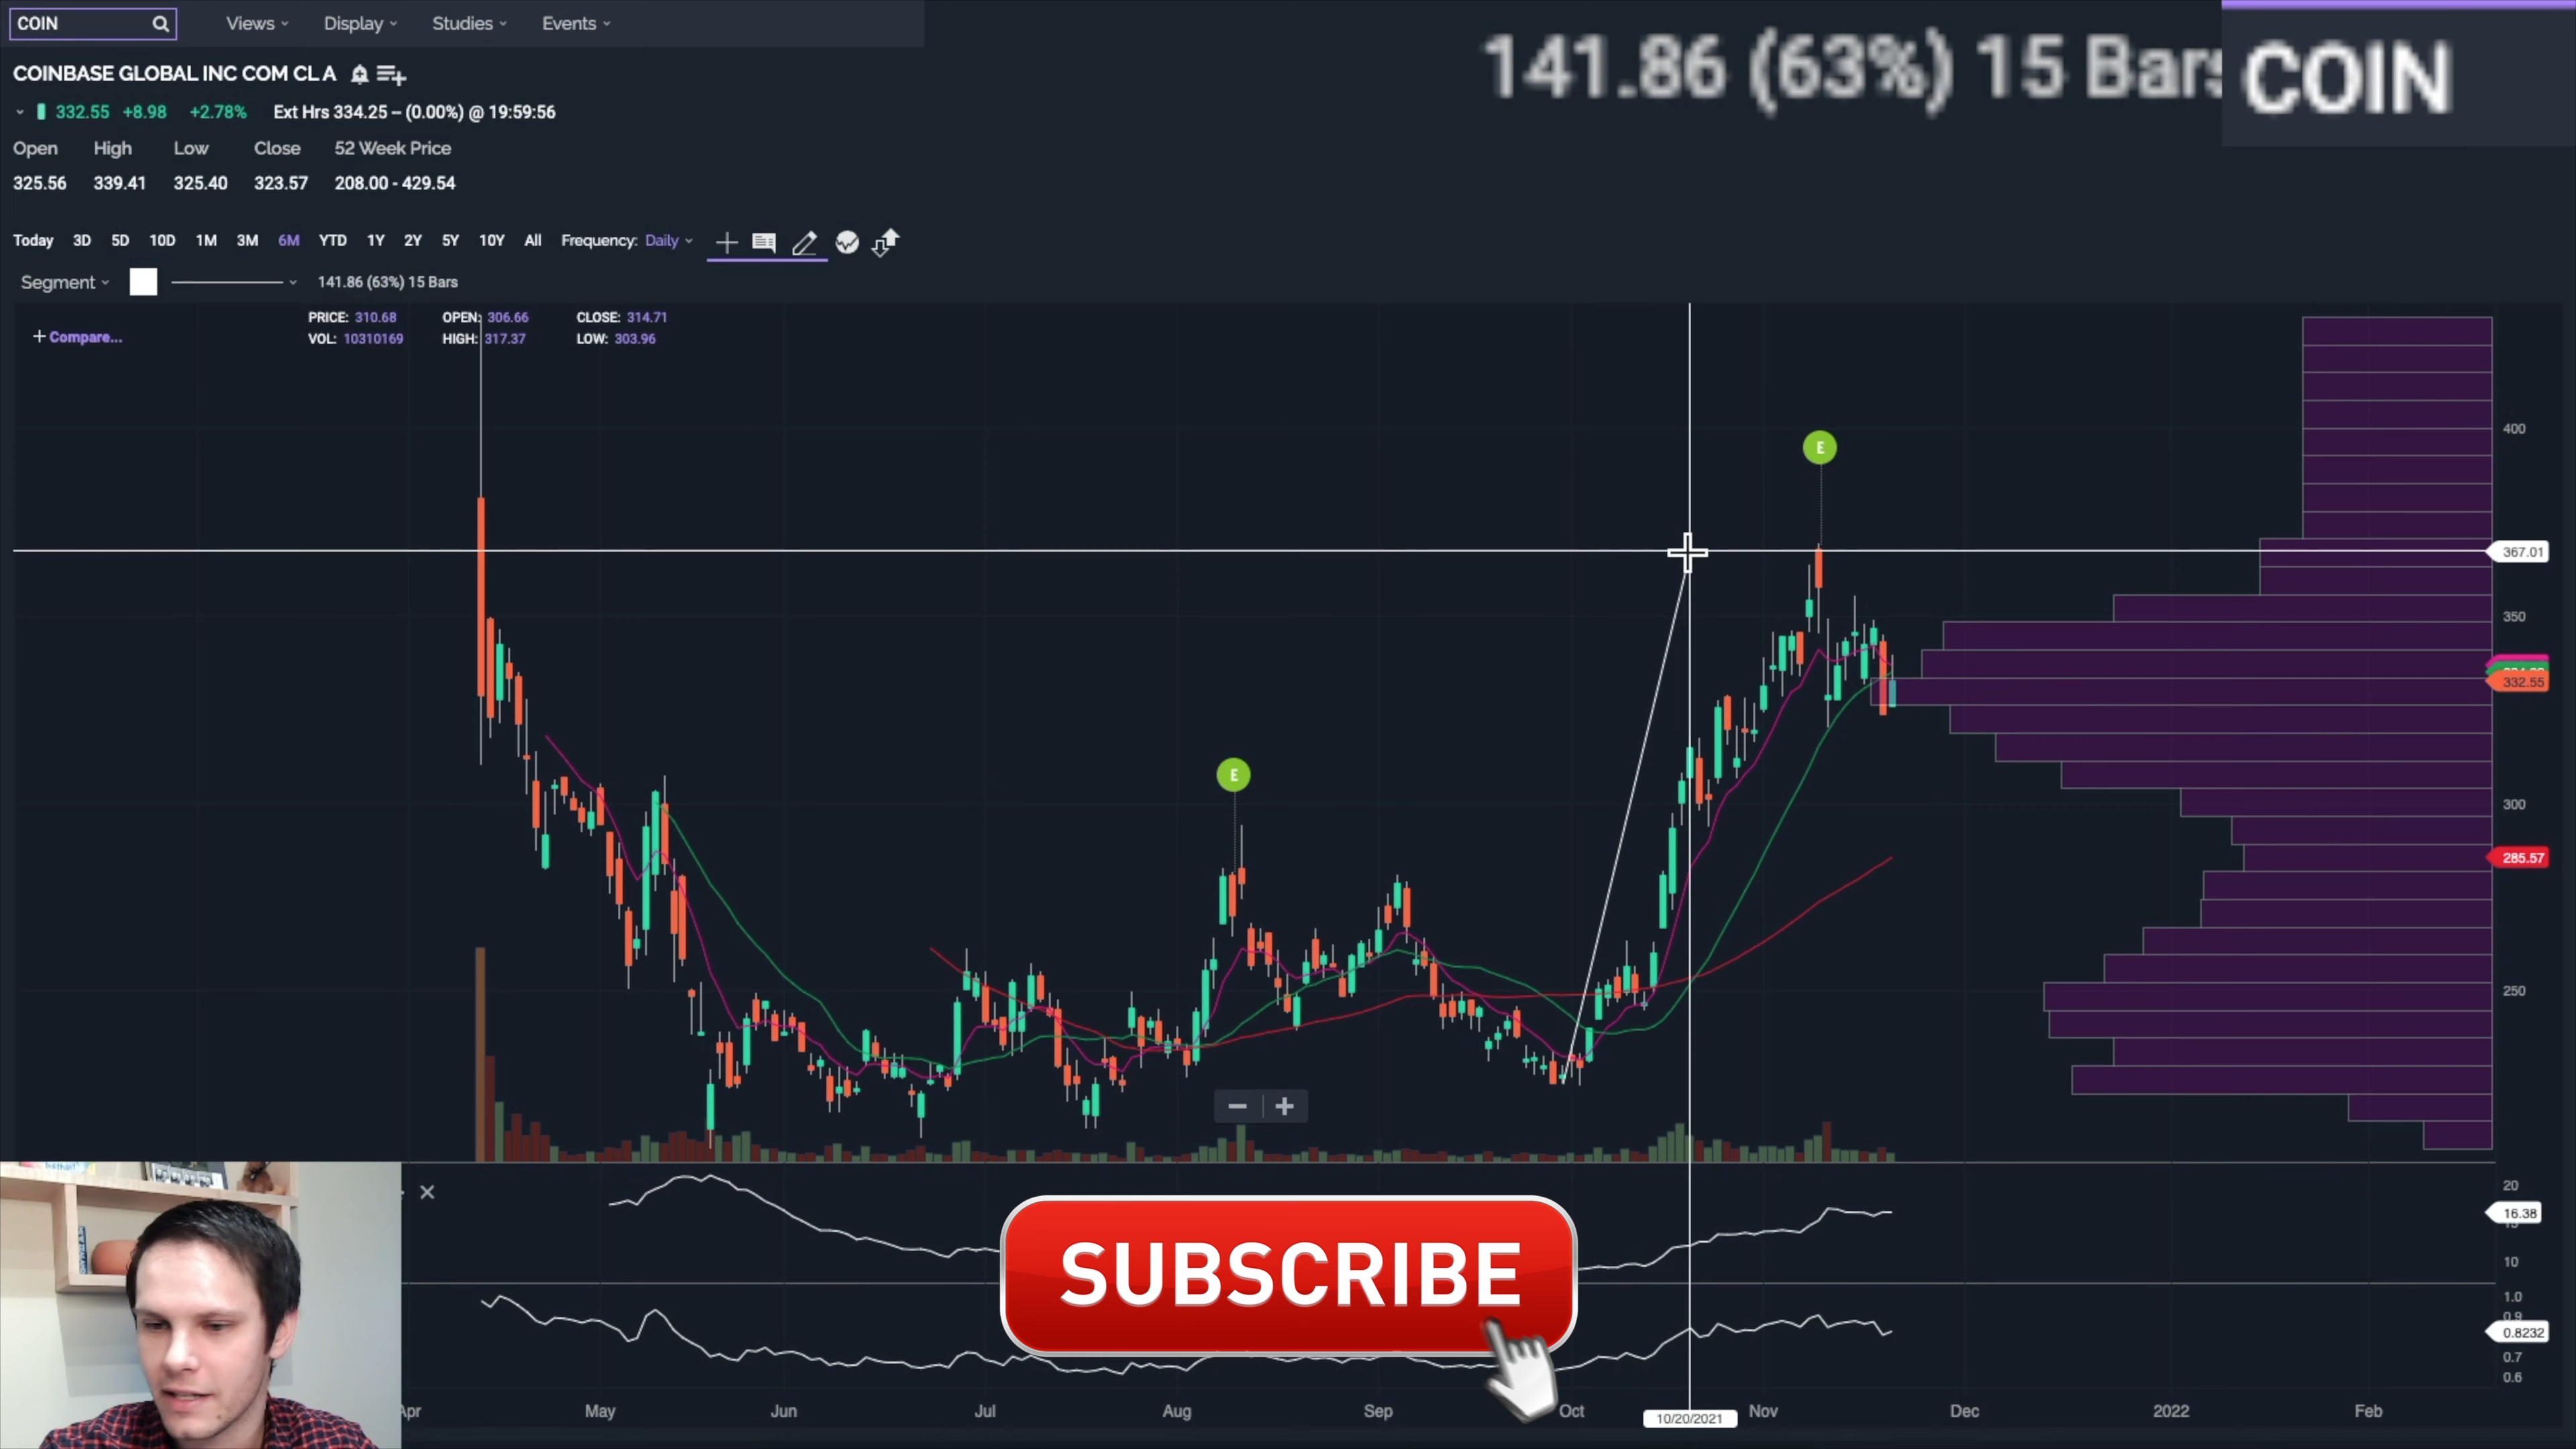 COIN
Views
Display
Studies
Events
141.86 (63%) 15 Bars
COIN
COINBASE GLOBAL INC COM CL A
332.55 +8.98 +2.78% Ext Hrs 334.25 -- (0.00%) @ 19:59:56
Open High Low Close 52 Week Price
325.56 339.41 325.40 323.57 208.00 - 429.54
Today 3D 5D 10D 1M 3M 6M YTD 1Y 2Y 5Y 10Y All Frequency: Daily
Segment 141.86 (63%) 15 Bars
PRICE: 310.68 OPEN: 306.66 CLOSE: 314.71
+ Compare...
VOL: 10310169 HIGH: 317.37 LOW: 303.96
400
E
367.01
350
332.55
E
300
285.57
250
20
16.38
10
SUBSCRIBE
1.0
0.9
0.8232
0.7
0.6
Apr May Jun Jul Aug Sep Oct 10/20/2021 Nov Dec 2022 Feb